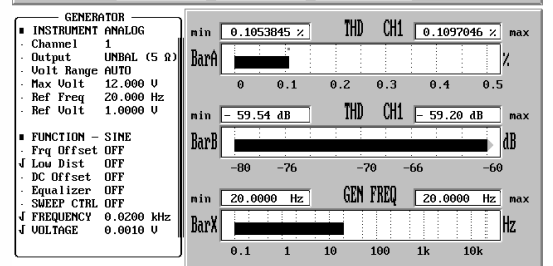 GENERATOR
INSTRUMENT ANALOG
Channel 1
Output UNBAL (5 Ω)
Volt Range AUTO
Max Volt 12.000 V
Ref Freq 20.000 Hz
Ref Volt 1.0000 V
FUNCTION – SINE
Frq Offset OFF
Low Dist OFF
DC Offset OFF
Equalizer OFF
SWEEP CTRL OFF
FREQUENCY 0.0200 kHz
VOLTAGE 0.0010 V
min 0.1053845 % THD CH1 0.1097046 % max
BarA %
0 0.1 0.2 0.3 0.4 0.5
min - 59.54 dB THD CH1 - 59.20 dB max
BarB dB
-80 -76 -70 -66 -60
min 20.0000 Hz GEN FREQ 20.0000 Hz max
BarX Hz
0.1 1 10 100 1k 10k